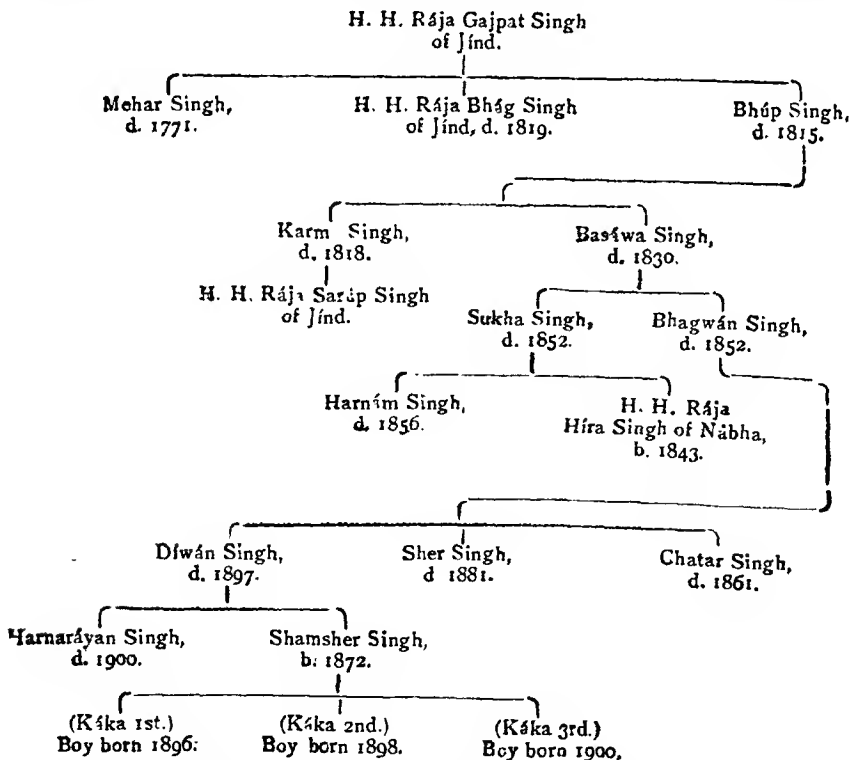 H. H. Rája Gajpat Singh
of Jínd.
Mehar Singh,
d. 1771.
H. H. Rája Bhág Singh
of Jínd, d. 1819.
Bhúp Singh,
d. 1815.
Karm Singh,
d. 1818.
Basáwa Singh,
d. 1830.
H. H. Rája Sarúp Singh
of Jínd.
Sukha Singh,
d. 1852.
Bhagwán Singh,
d. 1852.
Harnám Singh,
d. 1856.
H. H. Rája
Híra Singh of Nábha,
b. 1843.
Díwán Singh,
d. 1897.
Sher Singh,
d 1881.
Chatar Singh,
d. 1861.
Harnaráyan Singh,
d. 1900.
Shamsher Singh,
b. 1872.
(Káka 1st.)
Boy born 1896.
(Káka 2nd.)
Boy born 1898.
(Káka 3rd.)
Boy born 1900.